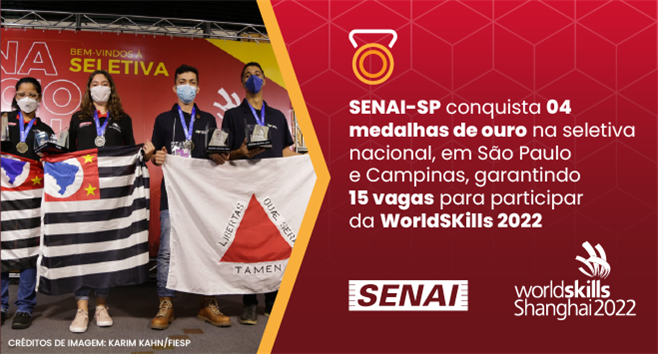 NA
BEM-VINDOS À
SELETIVA
LIBERTAS
QUAE SERA
TAMEN
CRÉDITOS DE IMAGEM: KARIM KAHN/FIESP
SENAI-SP conquista 04
medalhas de ouro na seletiva
nacional, em São Paulo
e Campinas, garantindo
15 vagas para participar
da WorldSKills 2022
SENAI
worldskills
Shanghai2022